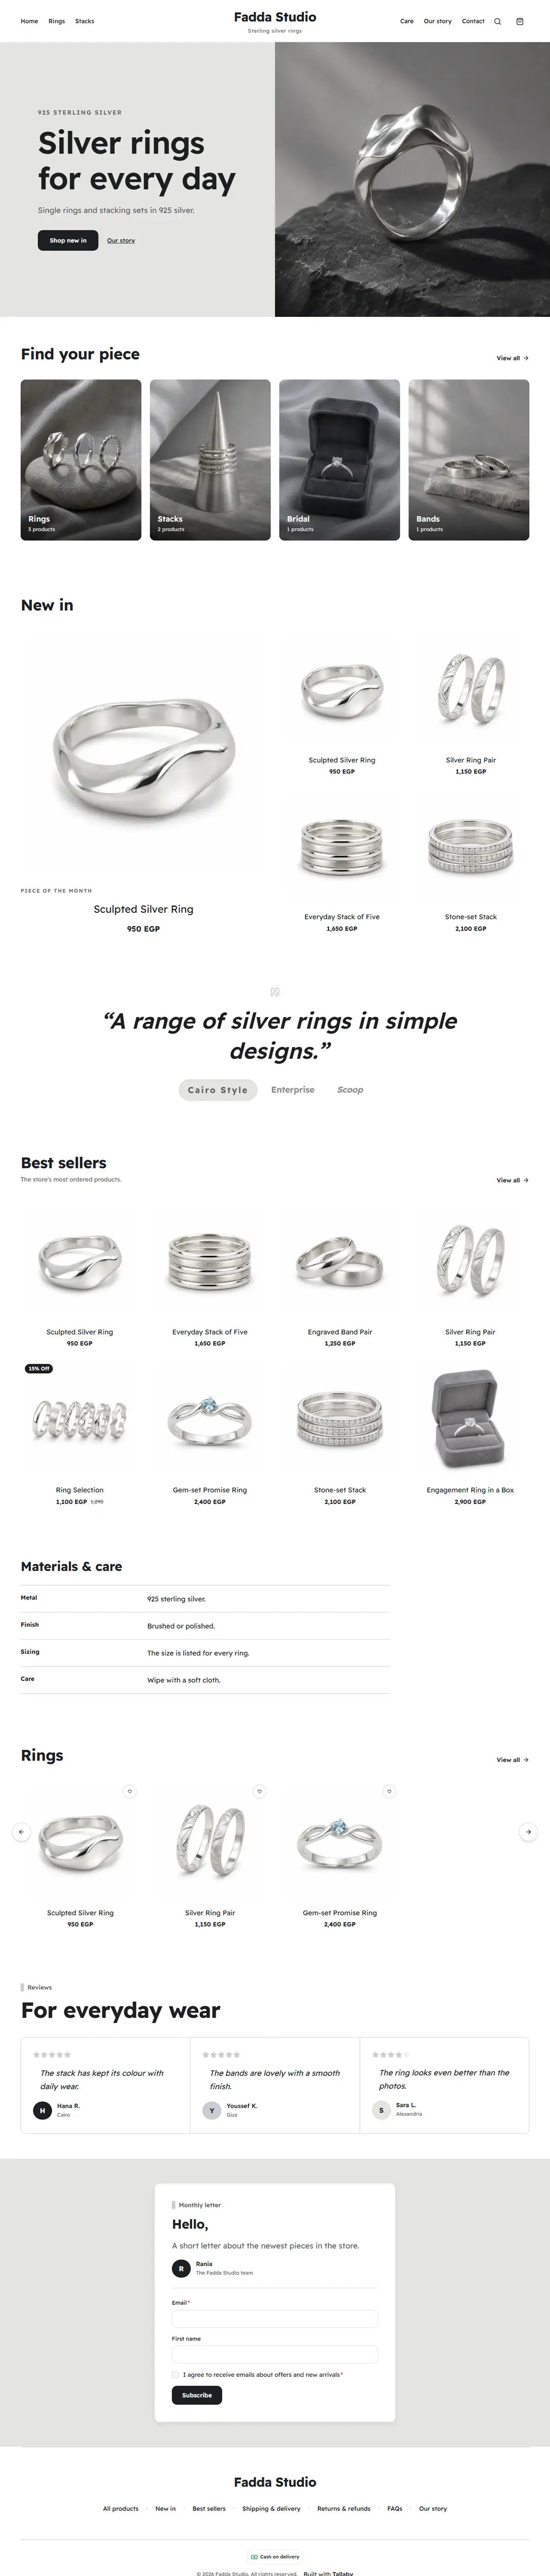 Home Rings Stacks
Fadda Studio
Sterling silver rings
Care Our story Contact
925 STERLING SILVER
Silver rings
for every day
Single rings and stacking sets in 925 silver.
Shop new in Our story
Find your piece
View all →
Rings
3 products
Stacks
2 products
Bridal
1 products
Bands
1 products
New in
PIECE OF THE MONTH
Sculpted Silver Ring
950 EGP
Sculpted Silver Ring
950 EGP
Silver Ring Pair
1,150 EGP
Everyday Stack of Five
1,650 EGP
Stone-set Stack
2,100 EGP
“A range of silver rings in simple
designs.”
Cairo Style Enterprise Scoop
Best sellers
The store's most ordered products.
View all →
Sculpted Silver Ring
950 EGP
Everyday Stack of Five
1,650 EGP
Engraved Band Pair
1,250 EGP
Silver Ring Pair
1,150 EGP
15% Off
Ring Selection
1,100 EGP 1,290
Gem-set Promise Ring
2,400 EGP
Stone-set Stack
2,100 EGP
Engagement Ring in a Box
2,900 EGP
Materials & care
Metal 925 sterling silver.
Finish Brushed or polished.
Sizing The size is listed for every ring.
Care Wipe with a soft cloth.
Rings
View all →
Sculpted Silver Ring
950 EGP
Silver Ring Pair
1,150 EGP
Gem-set Promise Ring
2,400 EGP
Reviews
For everyday wear
The stack has kept its colour with
daily wear.
H
Hana R.
Cairo
The bands are lovely with a smooth
finish.
Y
Youssef K.
Giza
The ring looks even better than the
photos.
S
Sara L.
Alexandria
Monthly letter
Hello,
A short letter about the newest pieces in the store.
R
Rania
The Fadda Studio team
Email*
First name
I agree to receive emails about offers and new arrivals*
Subscribe
Fadda Studio
All products · New in · Best sellers · Shipping & delivery · Returns & refunds · FAQs · Our story
Cash on delivery
© 2026 Fadda Studio. All rights reserved. Built with Tallaby